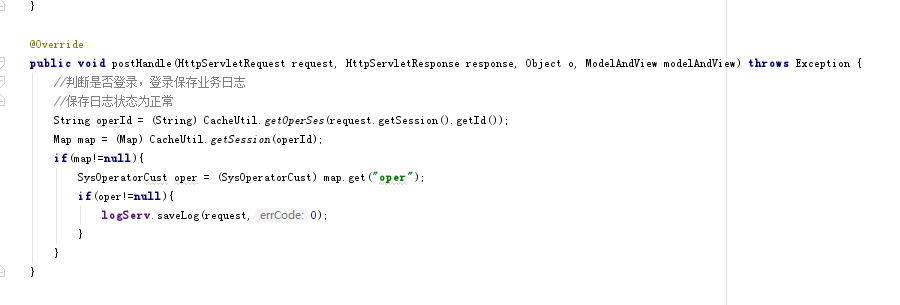 }
@Override
public void postHandle(HttpServletRequest request, HttpServletResponse response, Object o, ModelAndView modelAndView) throws Exception {
//判断是否登录，登录保存业务日志
//保存日志状态为正常
String operId = (String) CacheUtil.getOperSes(request.getSession().getId());
Map map = (Map) CacheUtil.getSession(operId);
if(map!=null){
SysOperatorCust oper = (SysOperatorCust) map.get("oper");
if(oper!=null){
logServ.saveLog(request, errCode: 0);
}
}
}